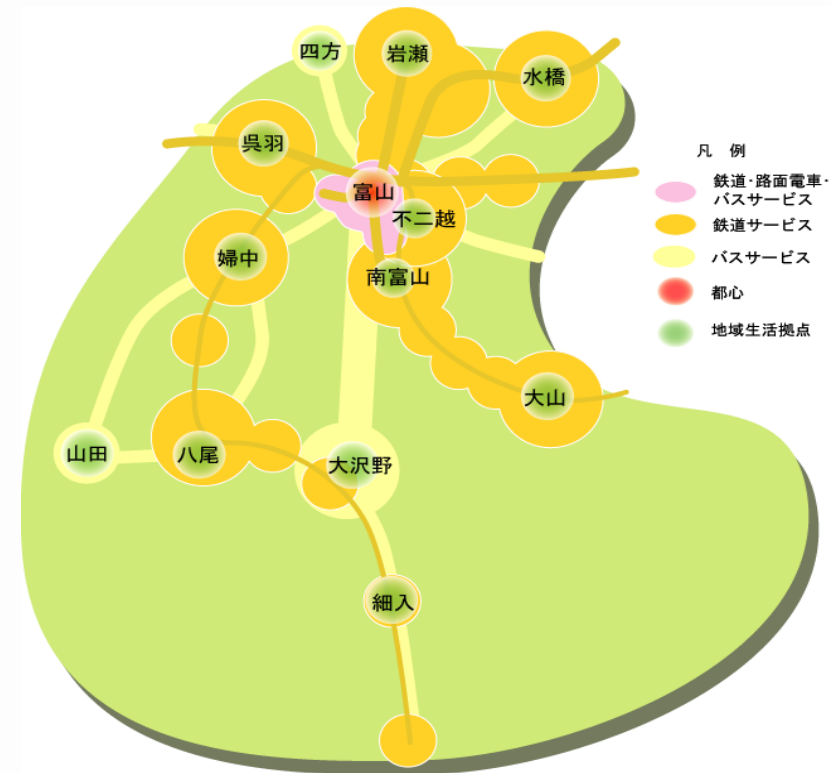 四方
岩瀬
水橋
呉羽
凡 例
富山
鉄道・路面電車・
バスサービス
不二越
鉄道サービス
婦中
バスサービス
南富山
都心
地域生活拠点
大山
山田
八尾
大沢野
細入